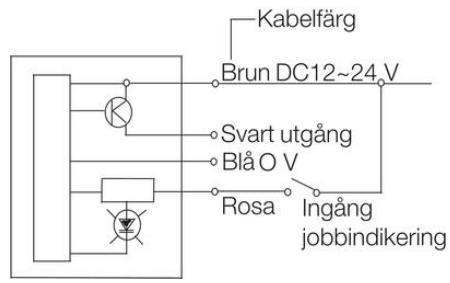 Kabelfärg
Brun DC12~24 V
Svart utgång
Blå O V
Rosa
Ingång
jobbindikering